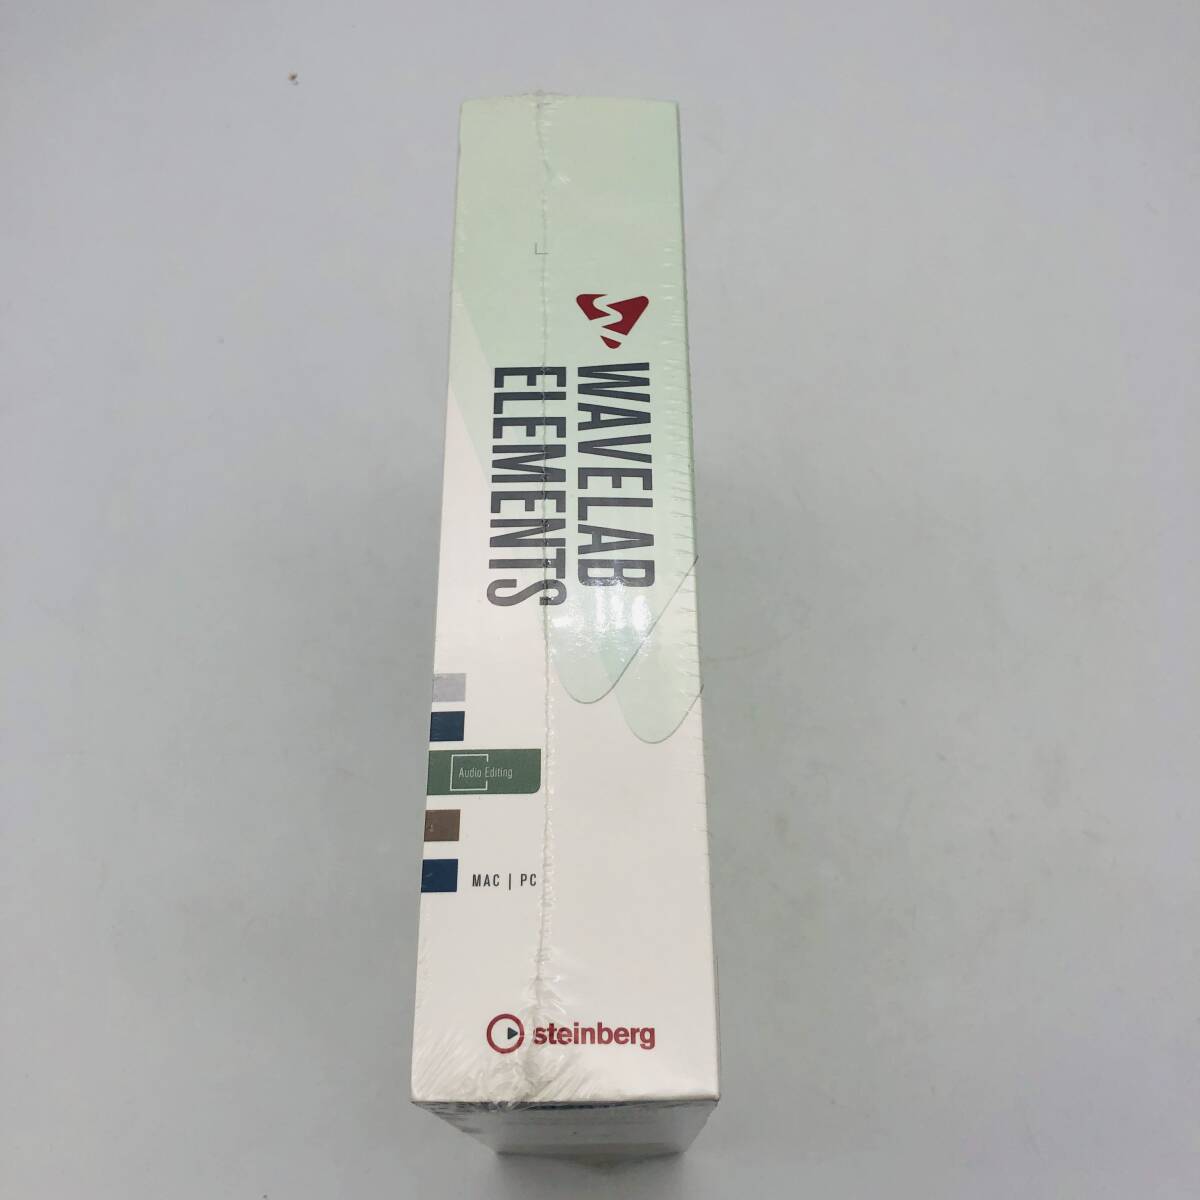 WAVELAB
ELEMENTS
Audio Editing
MAC | PC
steinberg